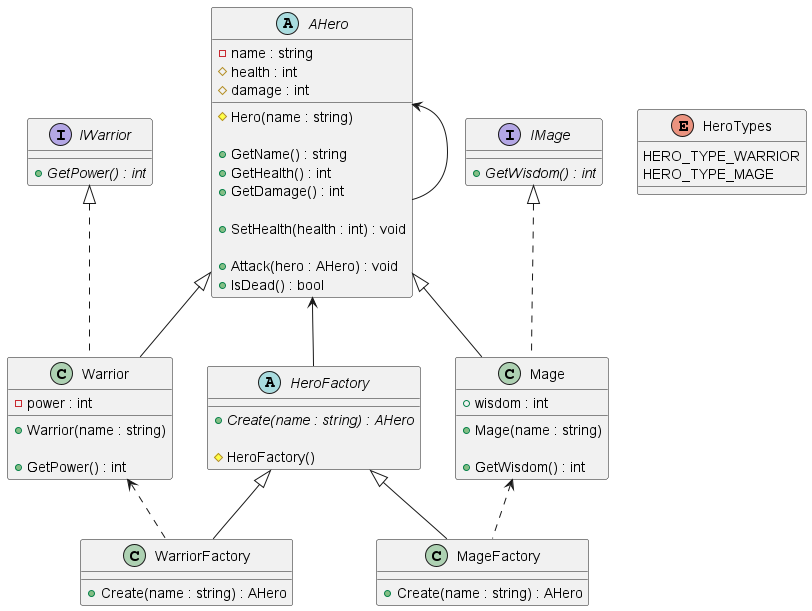 A AHero
name : string
health : int
damage : int
Hero(name : string)
GetName() : string
GetHealth() : int
GetDamage() : int
SetHealth(health : int) : void
Attack(hero : AHero) : void
IsDead() : bool
I IWarrior
GetPower() : int
I IMage
GetWisdom() : int
E HeroTypes
HERO_TYPE_WARRIOR
HERO_TYPE_MAGE
C Warrior
power : int
Warrior(name : string)
GetPower() : int
A HeroFactory
Create(name : string) : AHero
HeroFactory()
C Mage
wisdom : int
Mage(name : string)
GetWisdom() : int
C WarriorFactory
Create(name : string) : AHero
C MageFactory
Create(name : string) : AHero